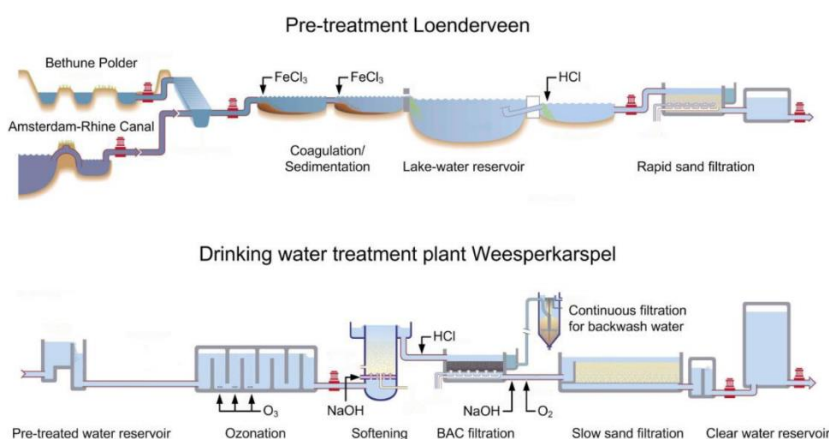 Pre-treatment Loenderveen
Bethune Polder
FeCl₃
FeCl₃
HCl
Amsterdam-Rhine Canal
Coagulation/
Sedimentation
Lake-water reservoir
Rapid sand filtration
Drinking water treatment plant Weesperkarspel
Continuous filtration
for backwash water
HCl
O₃
NaOH
NaOH
O₂
Pre-treated water reservoir
Ozonation
Softening
BAC filtration
Slow sand filtration
Clear water reservoir